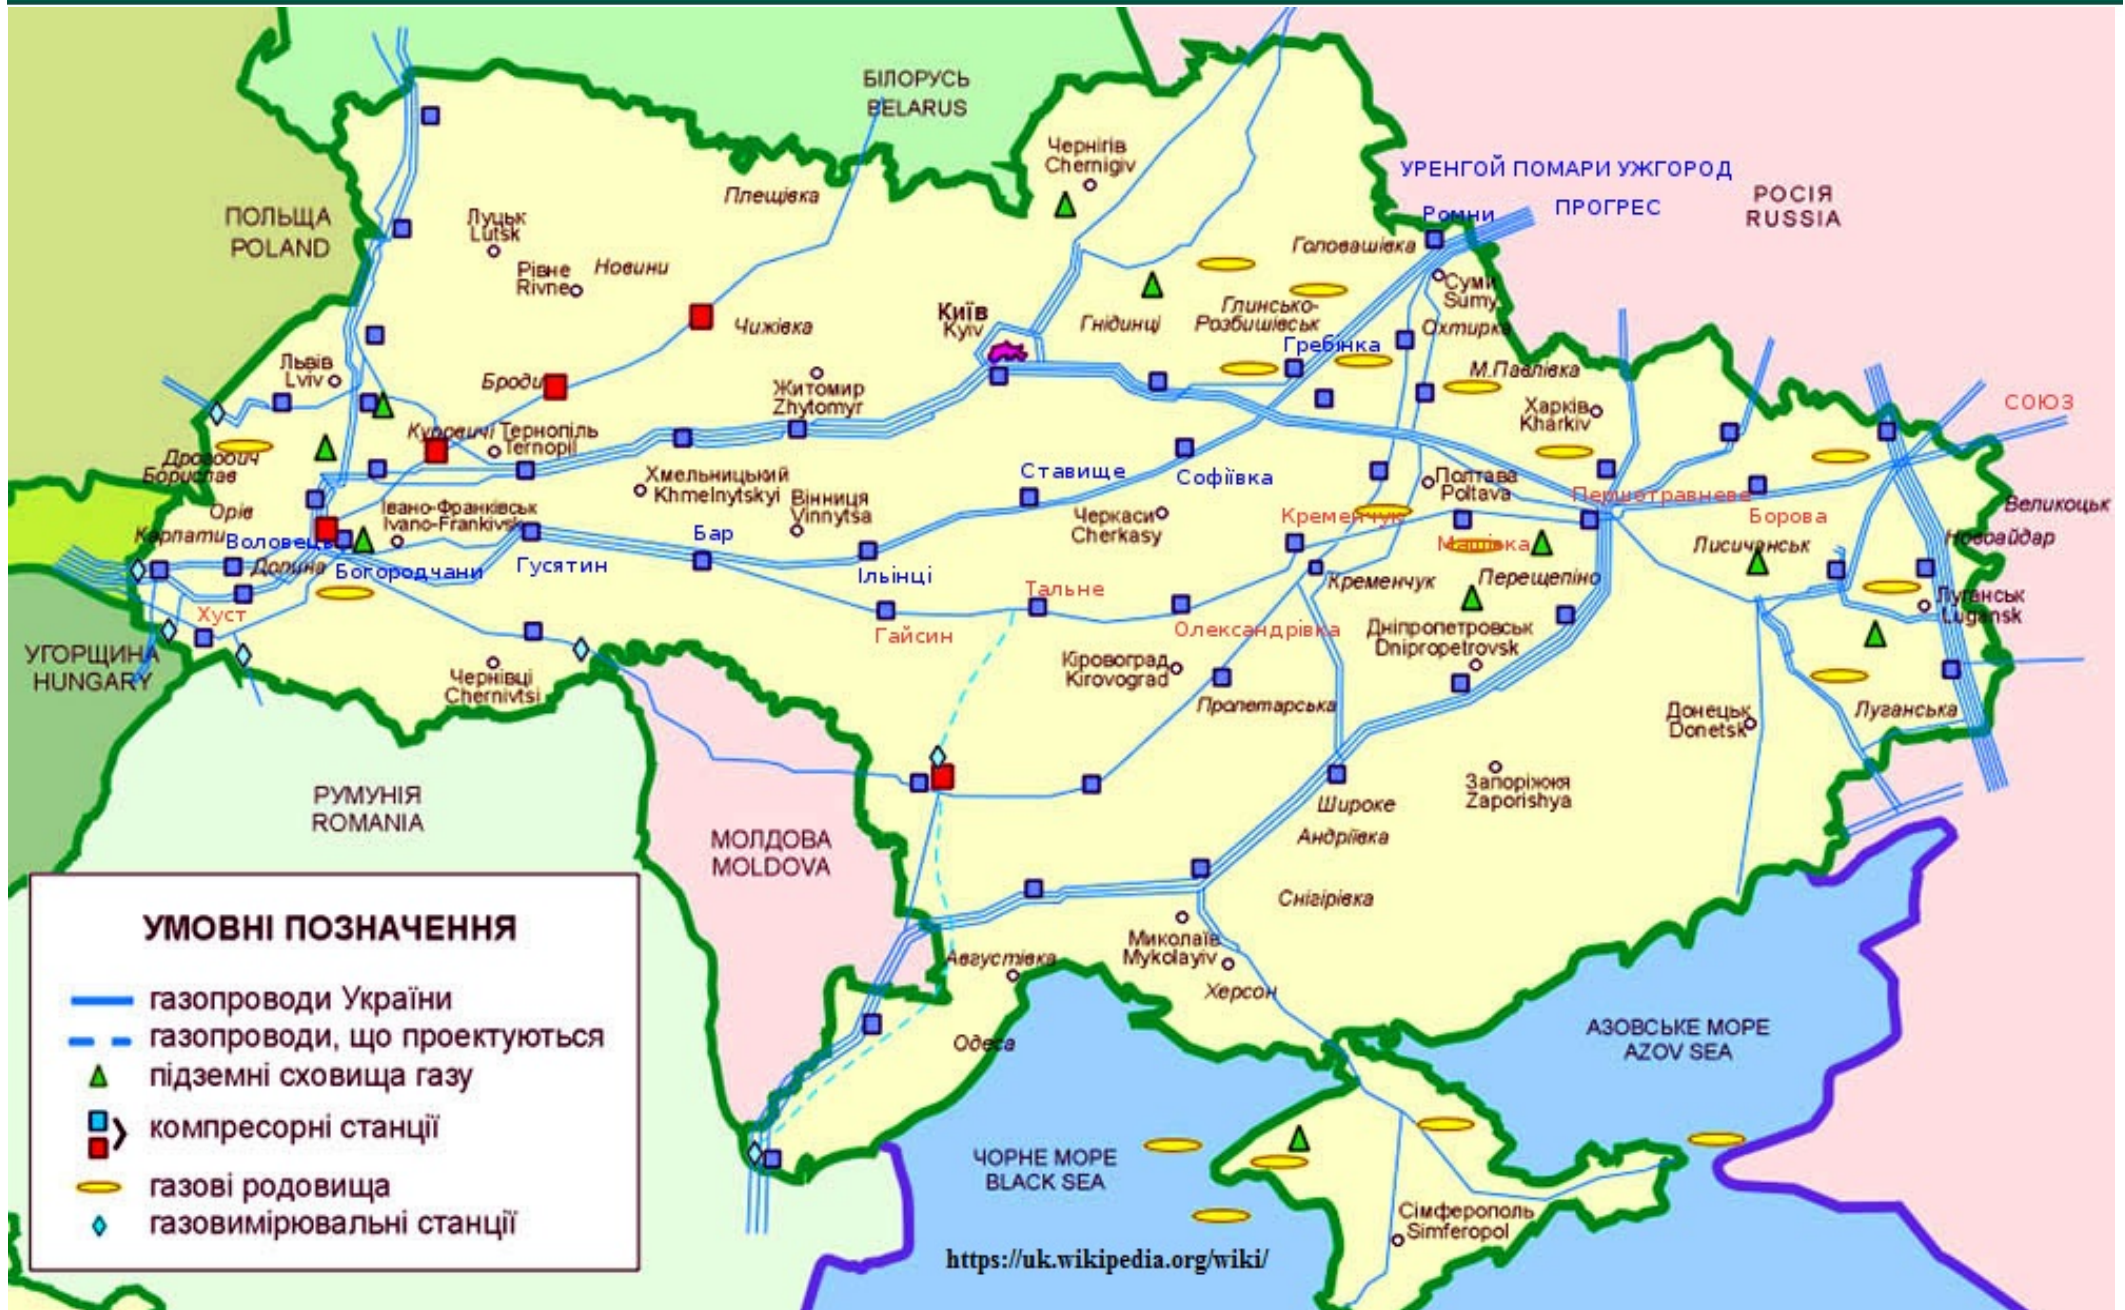 БІЛОРУСЬ
BELARUS
Чернігів
Chernigiv
УРЕНГОЙ ПОМАРИ УЖГОРОД
ПРОГРЕС
РОСІЯ
RUSSIA
ПОЛЬЩА
POLAND
Луцьк
Lutsk
Плещівка
Ромни
Головашівка
Рівне
Rivne
Новини
Суми
Sumy
Київ
Kyiv
Чижівка
Гнідинці
Глинсько-
Розбишівськ
Охтирка
Гребінка
Львів
Lviv
Броди
Житомир
Zhytomyr
М.Павлівка
Харків
Kharkiv
СОЮЗ
Куровичі
Тернопіль
Ternopil
Дрогобич
Борислав
Хмельницький
Khmelnytskyi
Вінниця
Vinnytsa
Ставище
Софіївка
Полтава
Poltava
Першотравневе
Великоцьк
Орів
Івано-Франківськ
Ivano-Frankivsk
Черкаси
Cherkasy
Кременчук
Борова
Карпати
Воловець
Бар
Машівка
Лисичанськ
Новоайдар
Долина
Богородчани
Гусятин
Ільінці
Тальне
Кременчук
Перещепіно
Луганськ
Lugansk
Хуст
Гайсин
Олександрівка
Дніпропетровськ
Dnipropetrovsk
УГОРЩИНА
HUNGARY
Чернівці
Chernivtsi
Кіровоград
Kirovograd
Пролетарська
Донецьк
Donetsk
Луганська
РУМУНІЯ
ROMANIA
Запоріжжя
Zaporishya
Широке
МОЛДОВА
MOLDOVA
Андріївка
Снігірівка
Миколаїв
Mykolayiv
Августівка
Херсон
Одеса
АЗОВСЬКЕ МОРЕ
AZOV SEA
ЧОРНЕ МОРЕ
BLACK SEA
Сімферополь
Simferopol
https://uk.wikipedia.org/wiki/
УМОВНІ ПОЗНАЧЕННЯ
газопроводи України
газопроводи, що проектуються
підземні сховища газу
компресорні станції
газові родовища
газовимірювальні станції